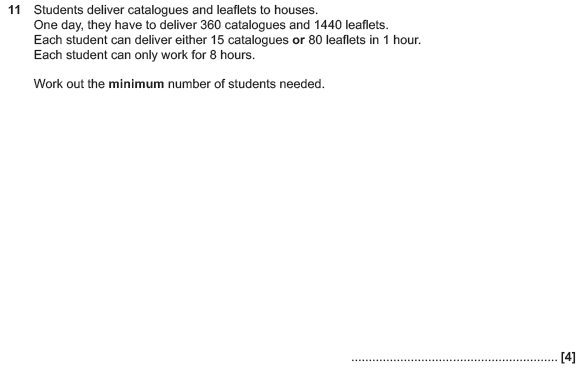 11 Students deliver catalogues and leaflets to houses.
One day, they have to deliver 360 catalogues and 1440 leaflets.
Each student can deliver either 15 catalogues or 80 leaflets in 1 hour.
Each student can only work for 8 hours.
Work out the minimum number of students needed.
........................................................... [4]